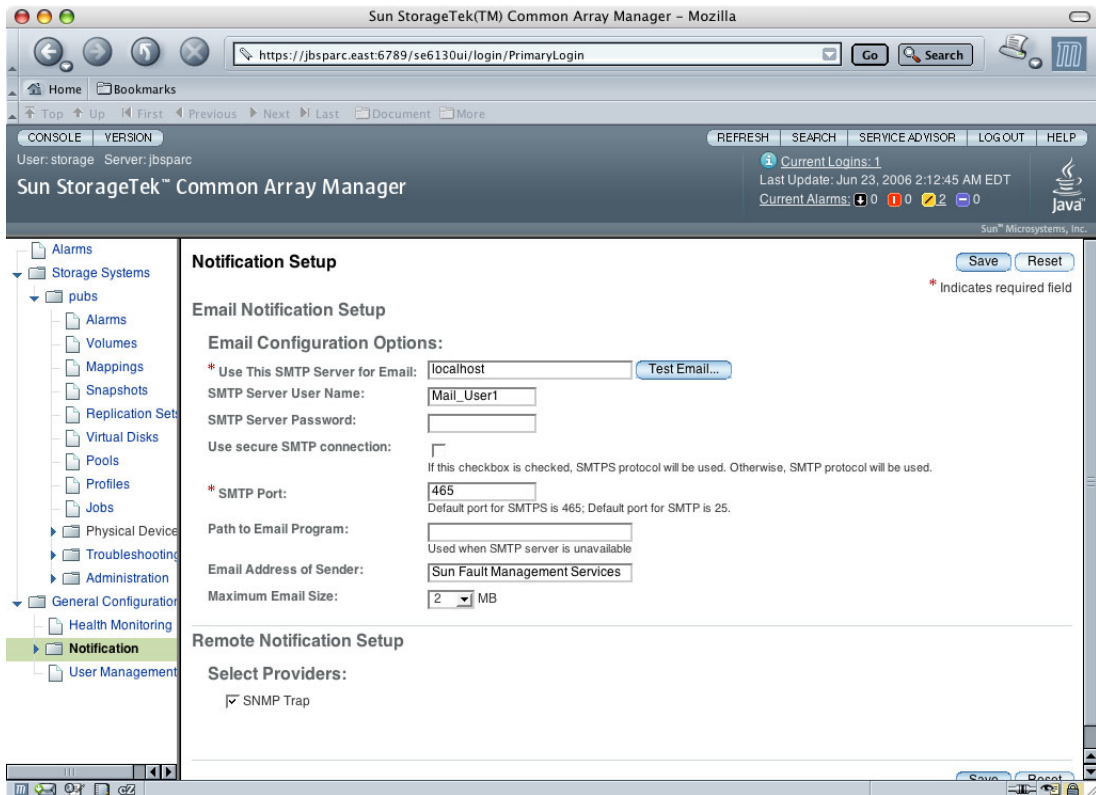 Sun StorageTek(TM) Common Array Manager – Mozilla
https://jbsparc.east:6789/se6130ui/login/PrimaryLogin
Go
Search
Home
Bookmarks
Top Up First Previous Next Last Document More
CONSOLE VERSION
REFRESH SEARCH SERVICE ADVISOR LOG OUT HELP
User: storage Server: jbsparc
Current Logins: 1
Sun StorageTek™ Common Array Manager
Last Update: Jun 23, 2006 2:12:45 AM EDT
Current Alarms: 0 0 2 0
Java™
Sun™ Microsystems, Inc.
Alarms
Storage Systems
pubs
Alarms
Volumes
Mappings
Snapshots
Replication Sets
Virtual Disks
Pools
Profiles
Jobs
Physical Device
Troubleshooting
Administration
General Configuration
Health Monitoring
Notification
User Management
Notification Setup
Save Reset
* Indicates required field
Email Notification Setup
Email Configuration Options:
* Use This SMTP Server for Email: localhost Test Email...
SMTP Server User Name: Mail_User1
SMTP Server Password:
Use secure SMTP connection:
If this checkbox is checked, SMTPS protocol will be used. Otherwise, SMTP protocol will be used.
* SMTP Port: 465
Default port for SMTPS is 465; Default port for SMTP is 25.
Path to Email Program:
Used when SMTP server is unavailable
Email Address of Sender: Sun Fault Management Services
Maximum Email Size: 2 MB
Remote Notification Setup
Select Providers:
SNMP Trap
Save Reset